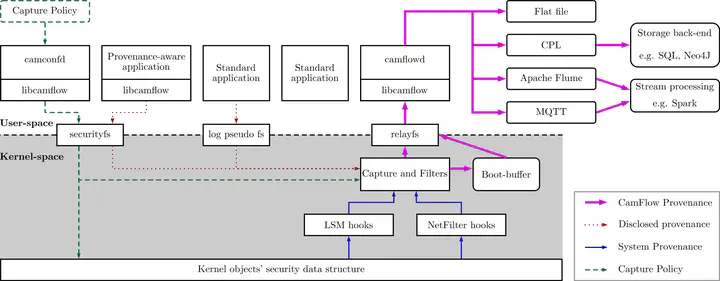 Capture Policy
Flat file
CPL
Storage back-end
e.g. SQL, Neo4J
camconfd
libcamflow
Provenance-aware
application
libcamflow
Standard
application
Standard
application
camflowd
libcamflow
Apache Flume
Stream processing
e.g. Spark
MQTT
User-space
securityfs
log pseudo fs
relayfs
Kernel-space
Capture and Filters
Boot-buffer
LSM hooks
NetFilter hooks
Kernel objects' security data structure
CamFlow Provenance
Disclosed provenance
System Provenance
Capture Policy